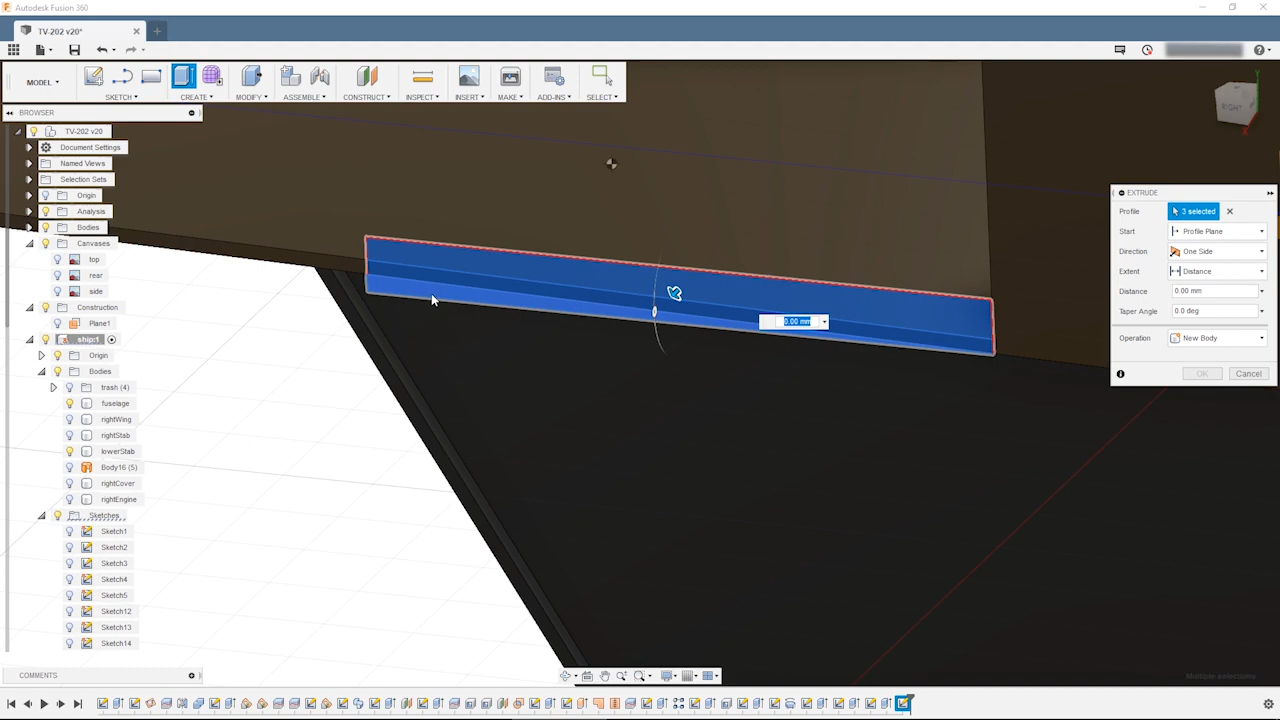 Autodesk Fusion 360
TV-202 v20*
MODEL
SKETCH
CREATE
MODIFY
ASSEMBLE
CONSTRUCT
INSPECT
INSERT
MAKE
ADD-INS
SELECT
BROWSER
TV-202 v20
Document Settings
Named Views
Selection Sets
Origin
Analysis
Bodies
Canvases
top
rear
side
Construction
Plane1
ship:1
Origin
Bodies
trash (4)
fuselage
rightWing
rightStab
lowerStab
Body16 (5)
rightCover
rightEngine
Sketches
Sketch1
Sketch2
Sketch3
Sketch4
Sketch5
Sketch12
Sketch13
Sketch14
COMMENTS
0.00 mm
RIGHT
Y
X
EXTRUDE
Profile 3 selected
Start Profile Plane
Direction One Side
Extent Distance
Distance 0.00 mm
Taper Angle 0.0 deg
Operation New Body
OK Cancel
Multiple selections